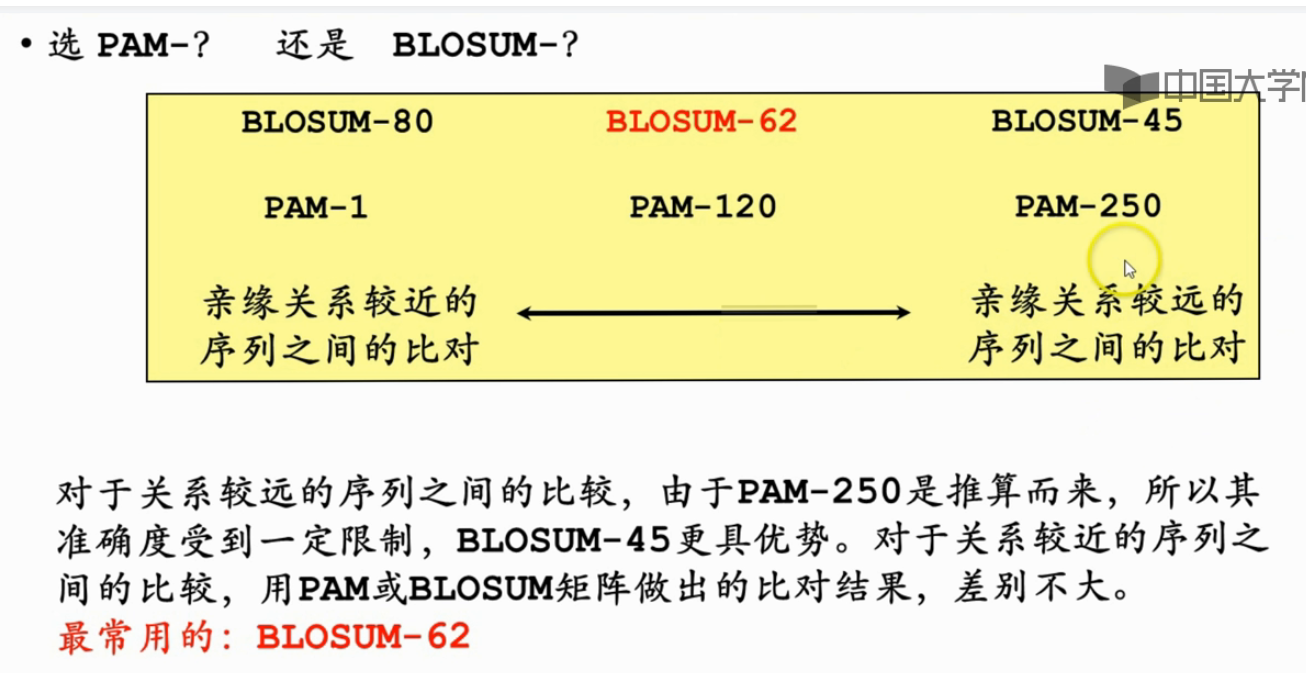 • 选 PAM-? 还是 BLOSUM-?
中国大学
BLOSUM-80 BLOSUM-62 BLOSUM-45
PAM-1 PAM-120 PAM-250
亲缘关系较近的 亲缘关系较远的
序列之间的比对 序列之间的比对
对于关系较远的序列之间的比较，由于PAM-250是推算而来，所以其
准确度受到一定限制，BLOSUM-45更具优势。对于关系较近的序列之
间的比较，用PAM或BLOSUM矩阵做出的比对结果，差别不大。
最常用的：BLOSUM-62